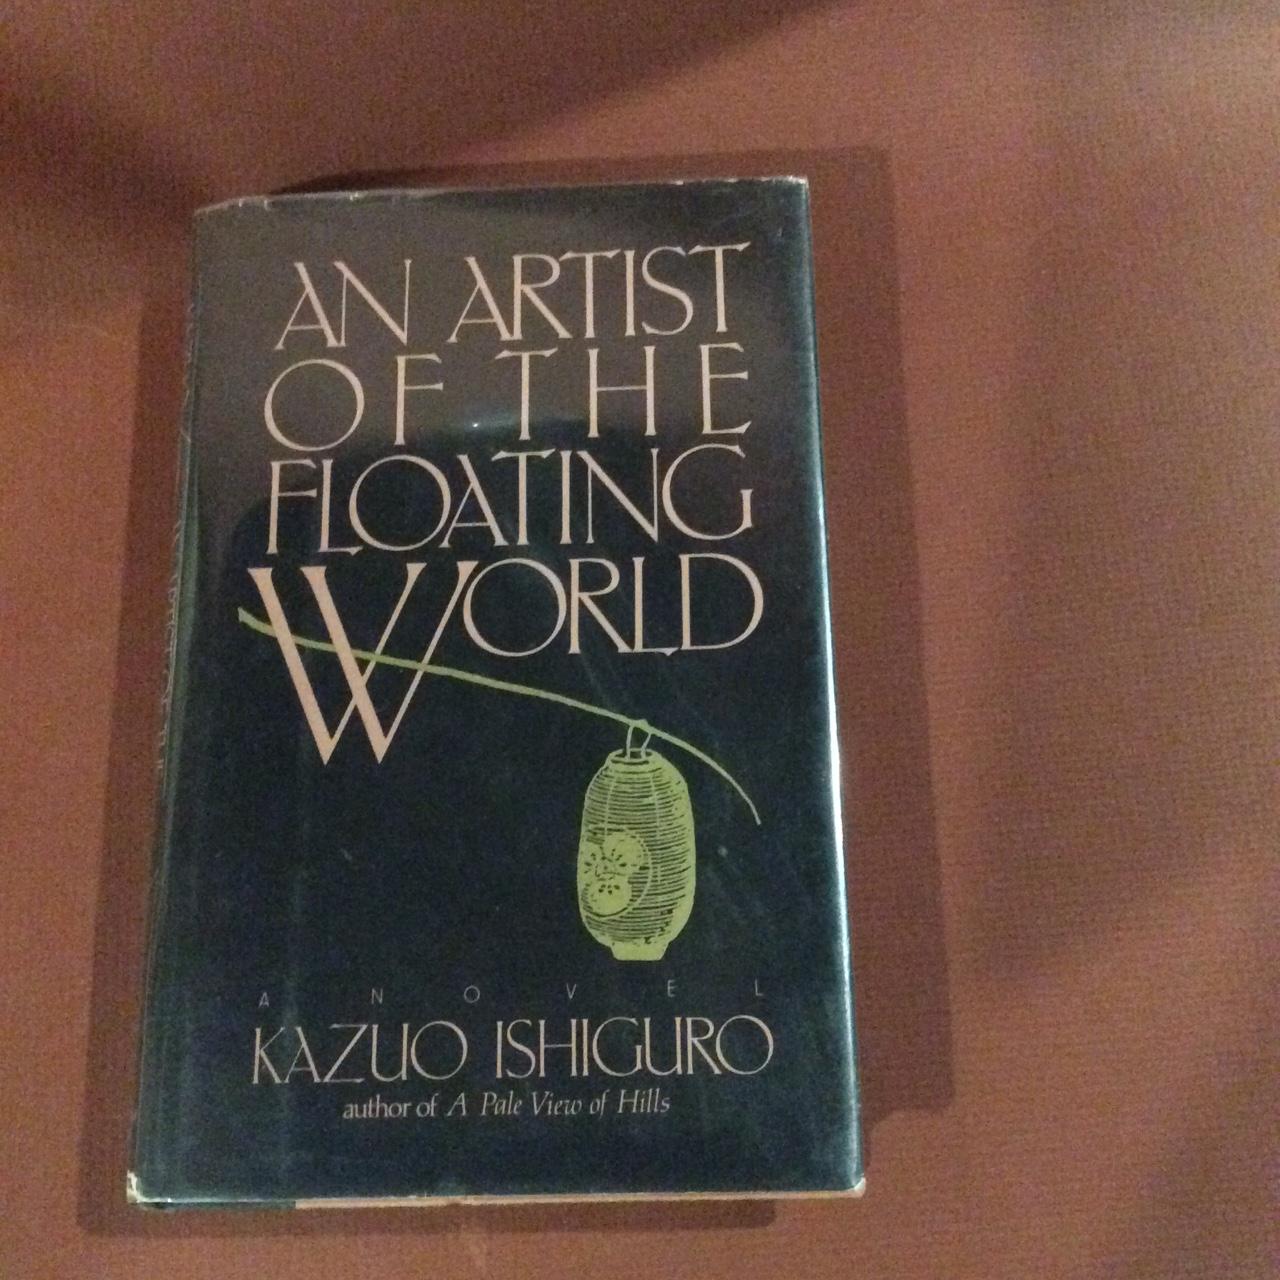 AN ARTIST
OF THE
FLOATING
WORLD
A NOVEL
KAZUO ISHIGURO
author of A Pale View of Hills